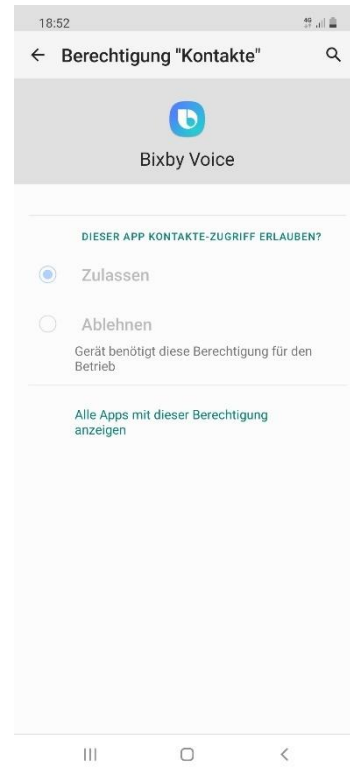 18:52
4G
Berechtigung "Kontakte"
Bixby Voice
DIESER APP KONTAKTE-ZUGRIFF ERLAUBEN?
Zulassen
Ablehnen
Gerät benötigt diese Berechtigung für den
Betrieb
Alle Apps mit dieser Berechtigung
anzeigen